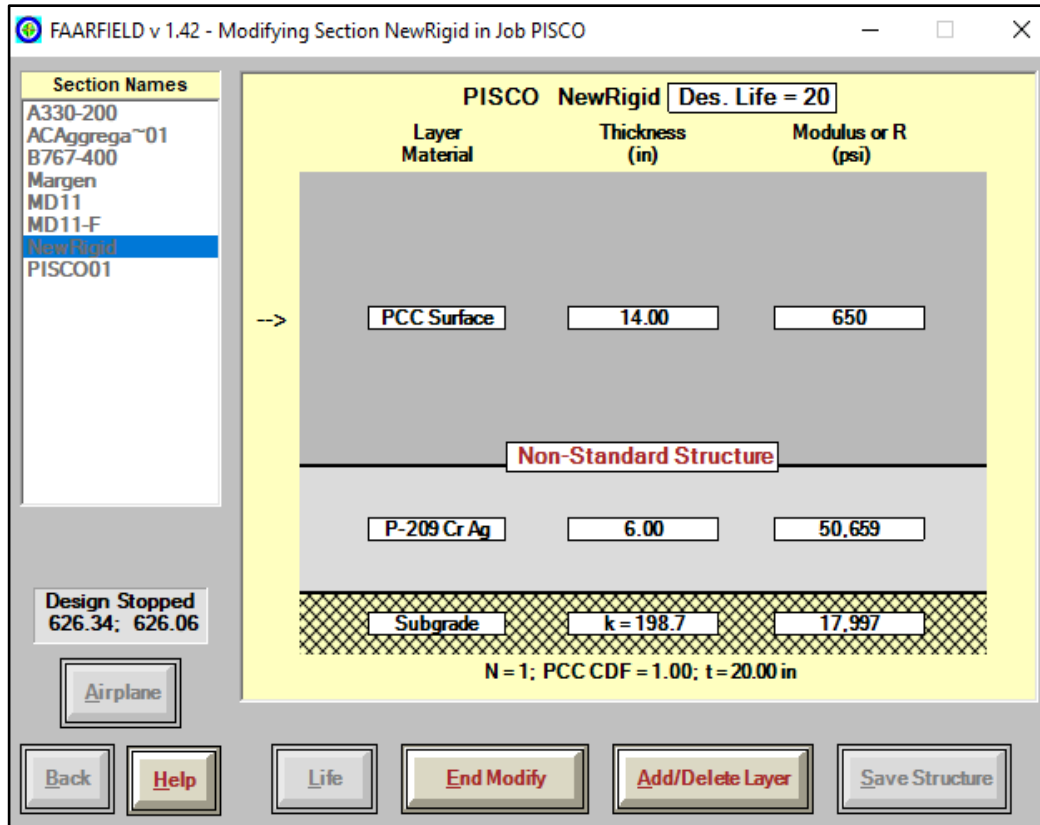 FAARFIELD v 1.42 - Modifying Section NewRigid in Job PISCO
Section Names
A330-200
ACAggrega~01
B767-400
Margen
MD11
MD11-F
NewRigid
PISCO01
PISCO NewRigid Des. Life = 20
Layer Material Thickness (in) Modulus or R (psi)
--> PCC Surface 14.00 650
Non-Standard Structure
P-209 Cr Ag 6.00 50,659
Subgrade k = 198.7 17,997
N = 1; PCC CDF = 1.00; t = 20.00 in
Design Stopped
626.34; 626.06
Airplane
Back Help Life End Modify Add/Delete Layer Save Structure